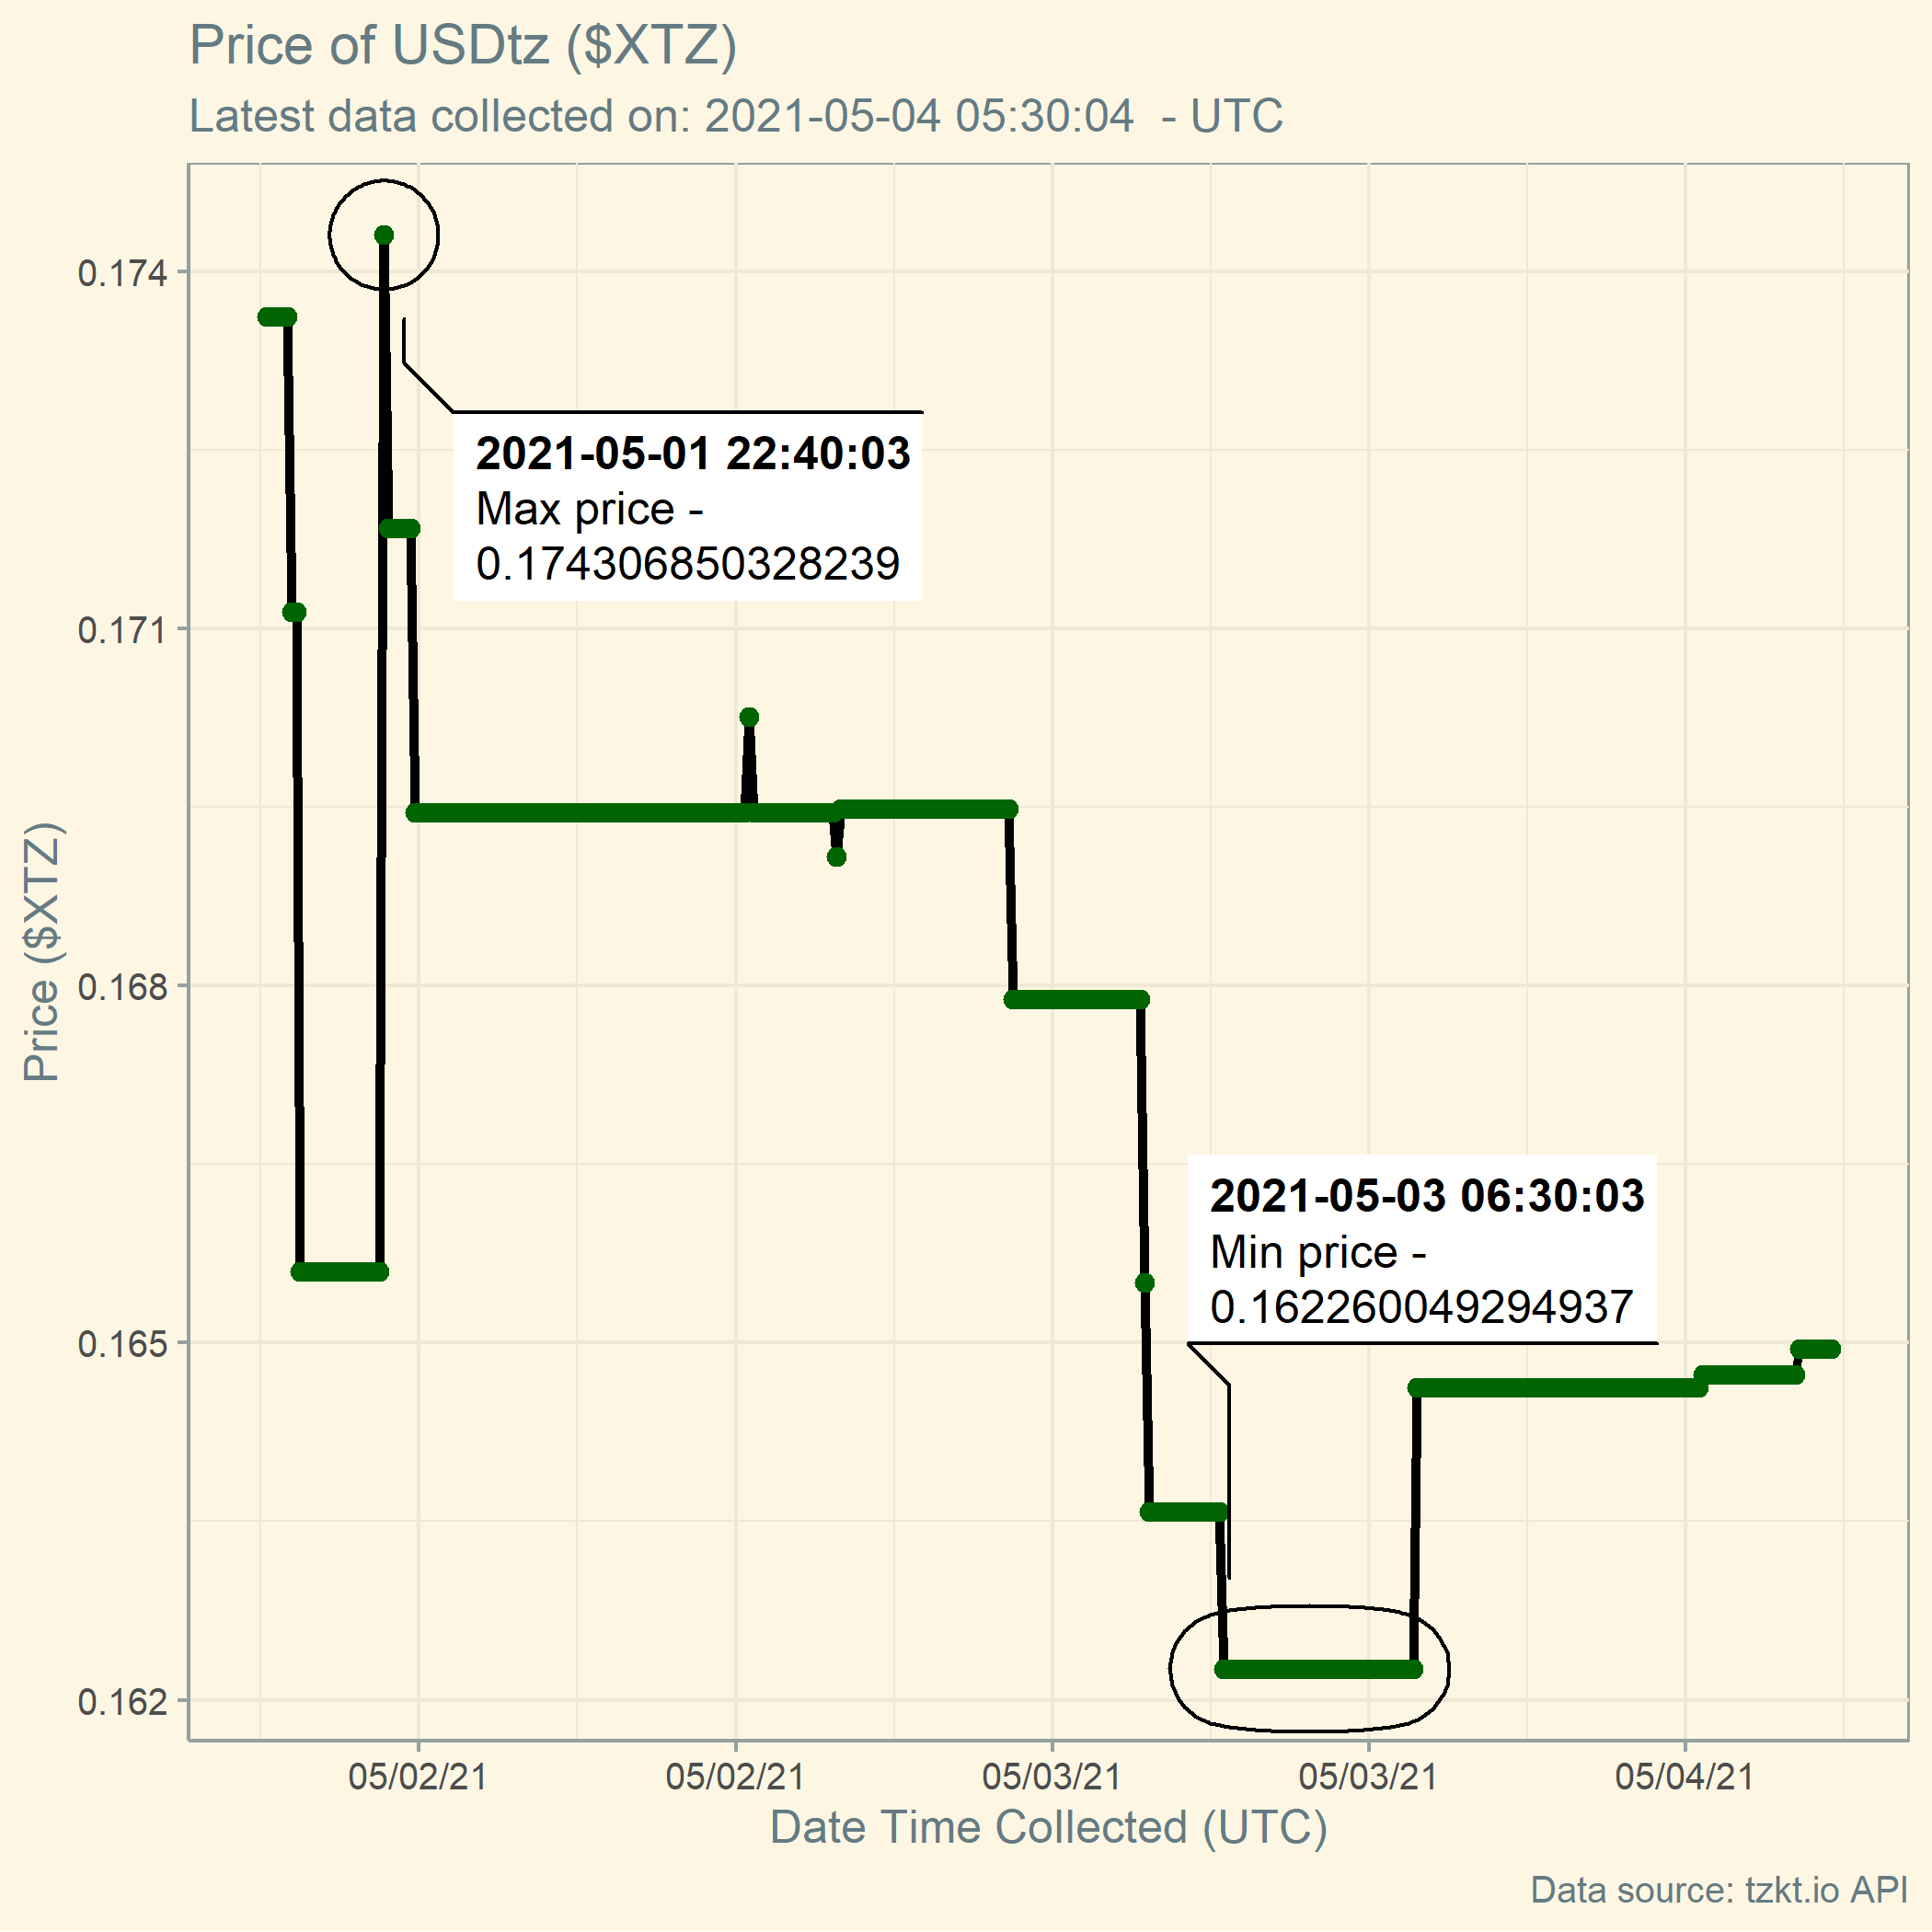 Price of USDtz ($XTZ)
Latest data collected on: 2021-05-04 05:30:04  - UTC
0.174
0.171
0.168
0.165
0.162
Price ($XTZ)
2021-05-01 22:40:03
Max price -
0.174306850328239
2021-05-03 06:30:03
Min price -
0.162260049294937
05/02/21
05/02/21
05/03/21
05/03/21
05/04/21
Date Time Collected (UTC)
Data source: tzkt.io API